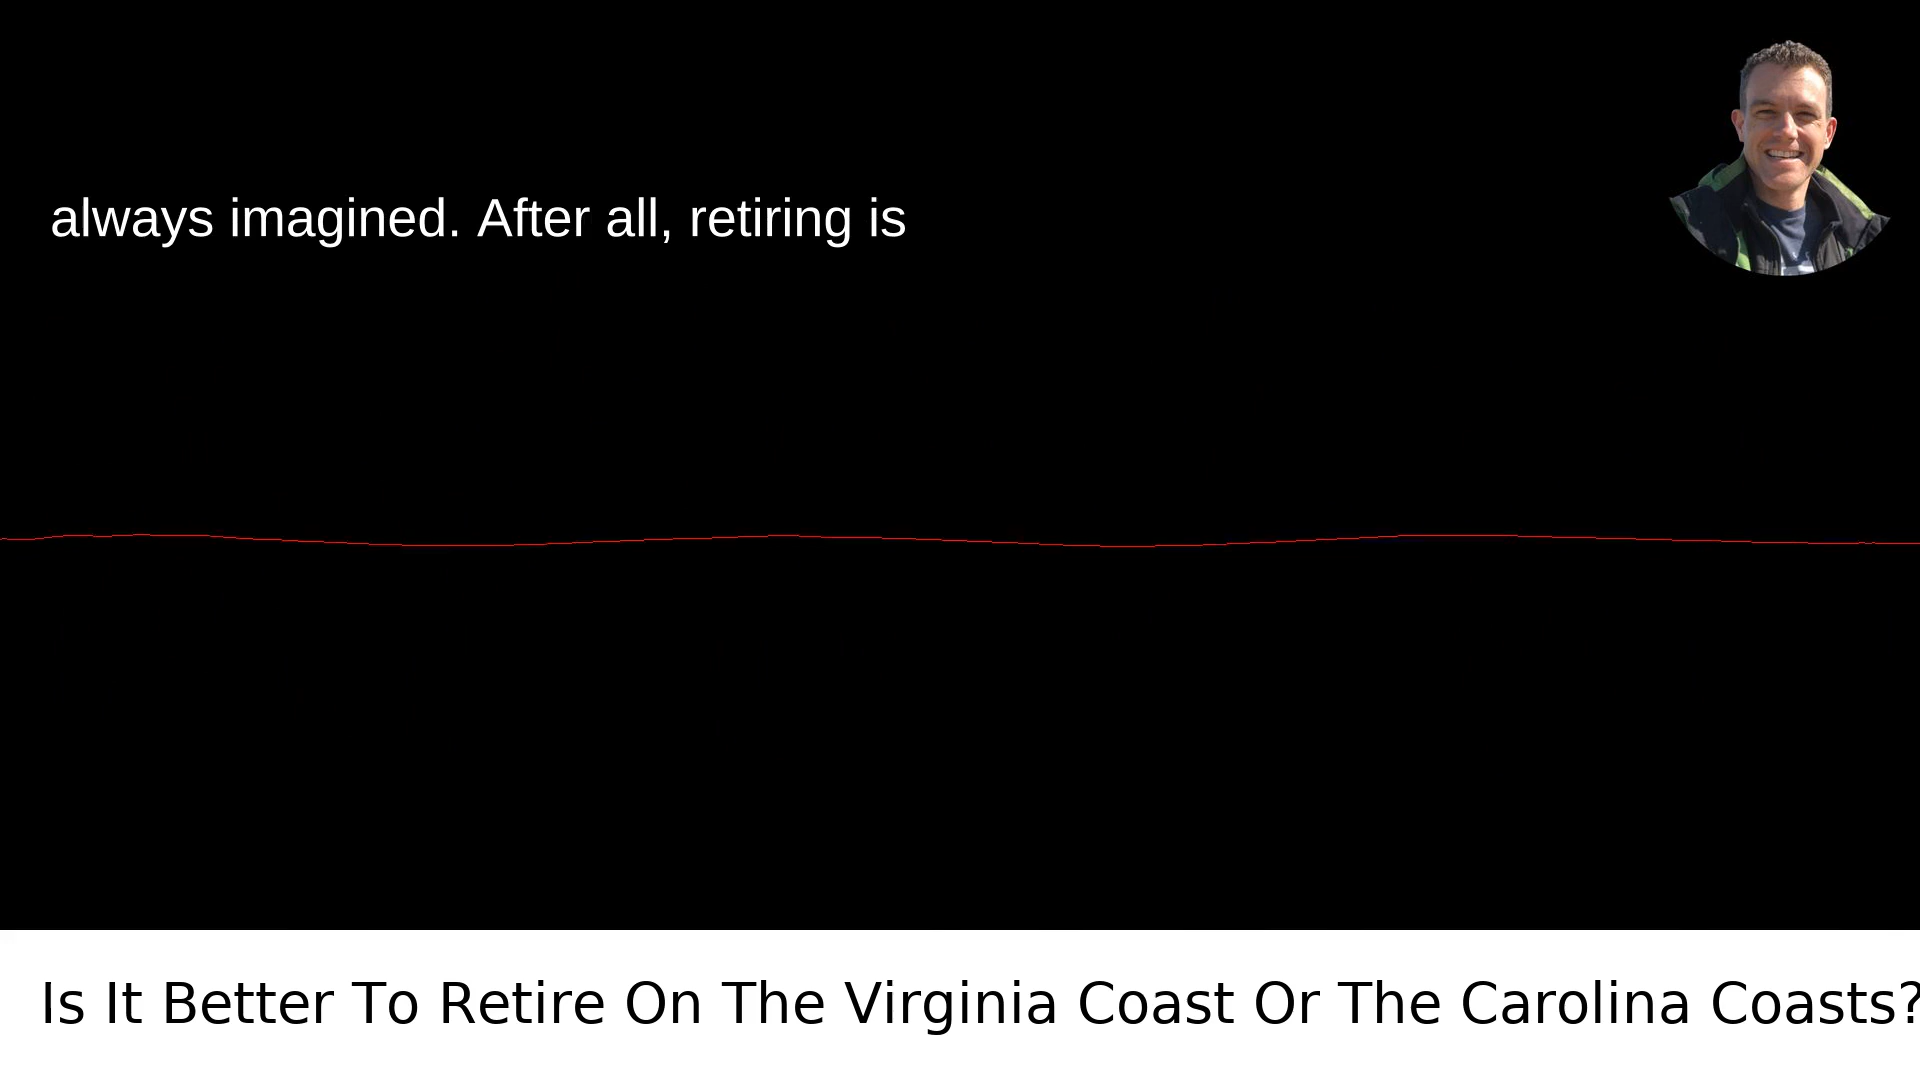 always imagined. After all, retiring is
Is It Better To Retire On The Virginia Coast Or The Carolina Coasts?